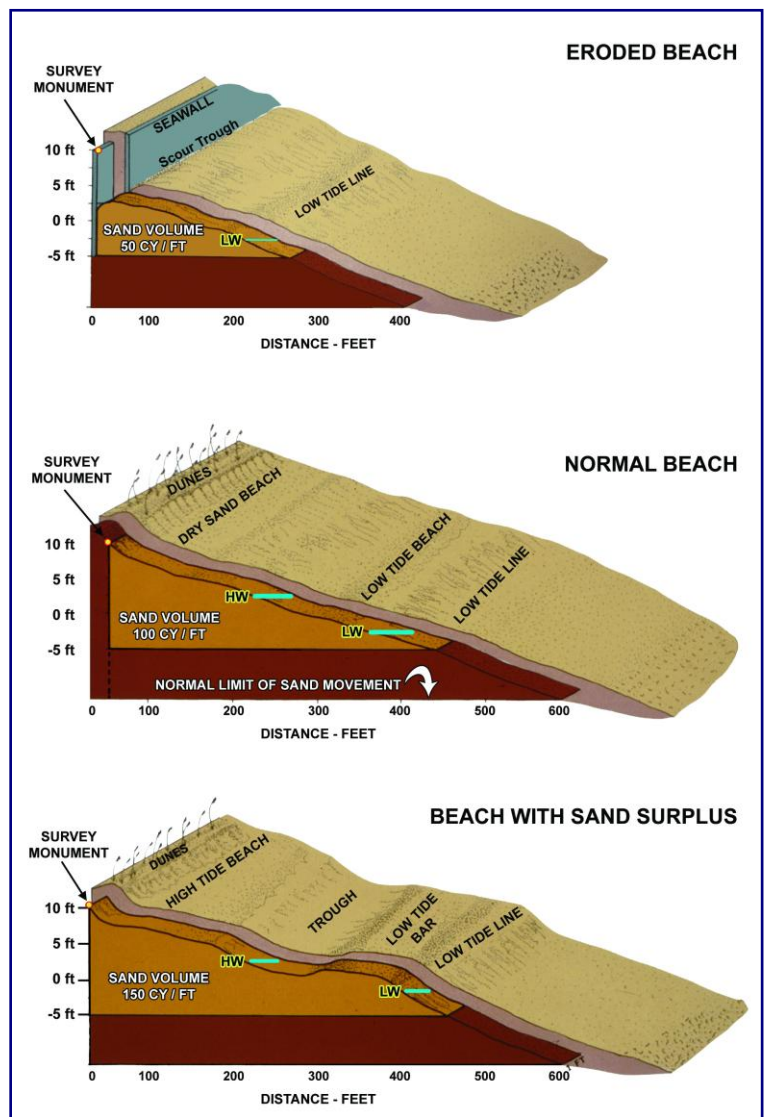 ERODED BEACH
SURVEY
MONUMENT
SEAWALL
Scour Trough
LOW TIDE LINE
10 ft
5 ft
0 ft
-5 ft
SAND VOLUME
50 CY / FT
LW
0 100 200 300 400
DISTANCE - FEET
NORMAL BEACH
SURVEY
MONUMENT
DUNES
DRY SAND BEACH
LOW TIDE BEACH
LOW TIDE LINE
10 ft
5 ft
0 ft
-5 ft
HW
SAND VOLUME
100 CY / FT
LW
NORMAL LIMIT OF SAND MOVEMENT
0 100 200 300 400 500 600
DISTANCE - FEET
BEACH WITH SAND SURPLUS
SURVEY
MONUMENT
DUNES
HIGH TIDE BEACH
TROUGH
LOW TIDE
BAR
LOW TIDE LINE
10 ft
5 ft
0 ft
-5 ft
HW
SAND VOLUME
150 CY / FT
LW
0 100 200 300 400 500 600
DISTANCE - FEET